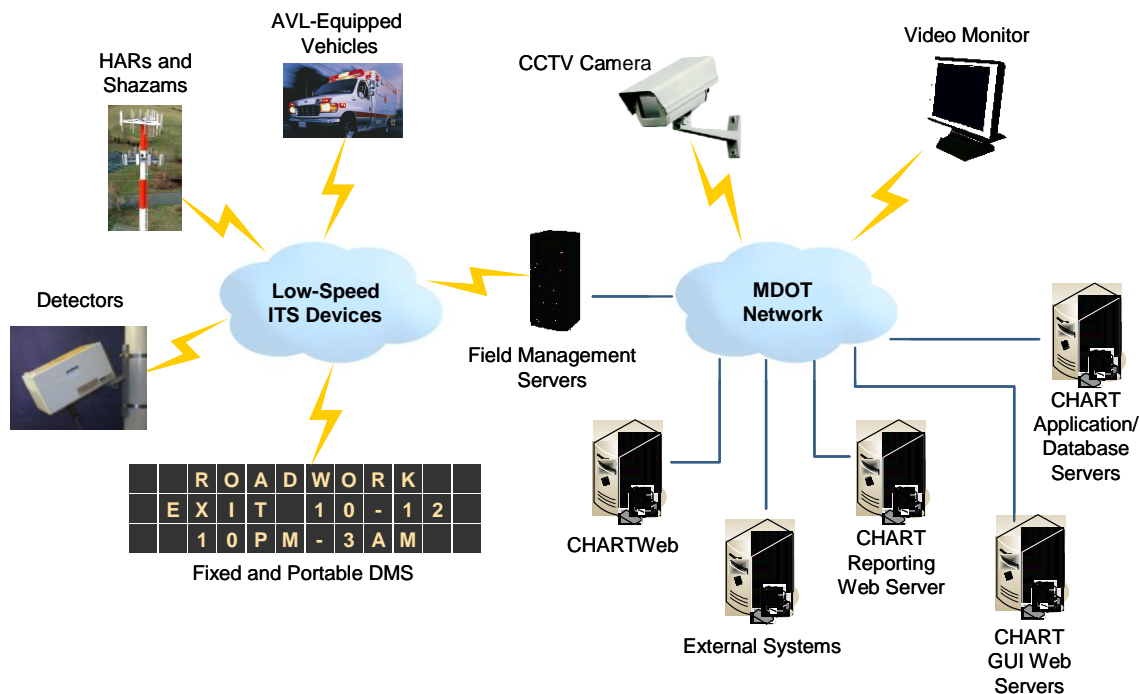 AVL-Equipped
Vehicles
HARs and
Shazams
CCTV Camera
Video Monitor
Low-Speed
ITS Devices
MDOT
Network
Detectors
Field Management
Servers
CHART
Application/
Database
Servers
ROADWORK
EXIT 10-12
10PM-3AM
Fixed and Portable DMS
CHARTWeb
CHART
Reporting
Web Server
External Systems
CHART
GUI Web
Servers